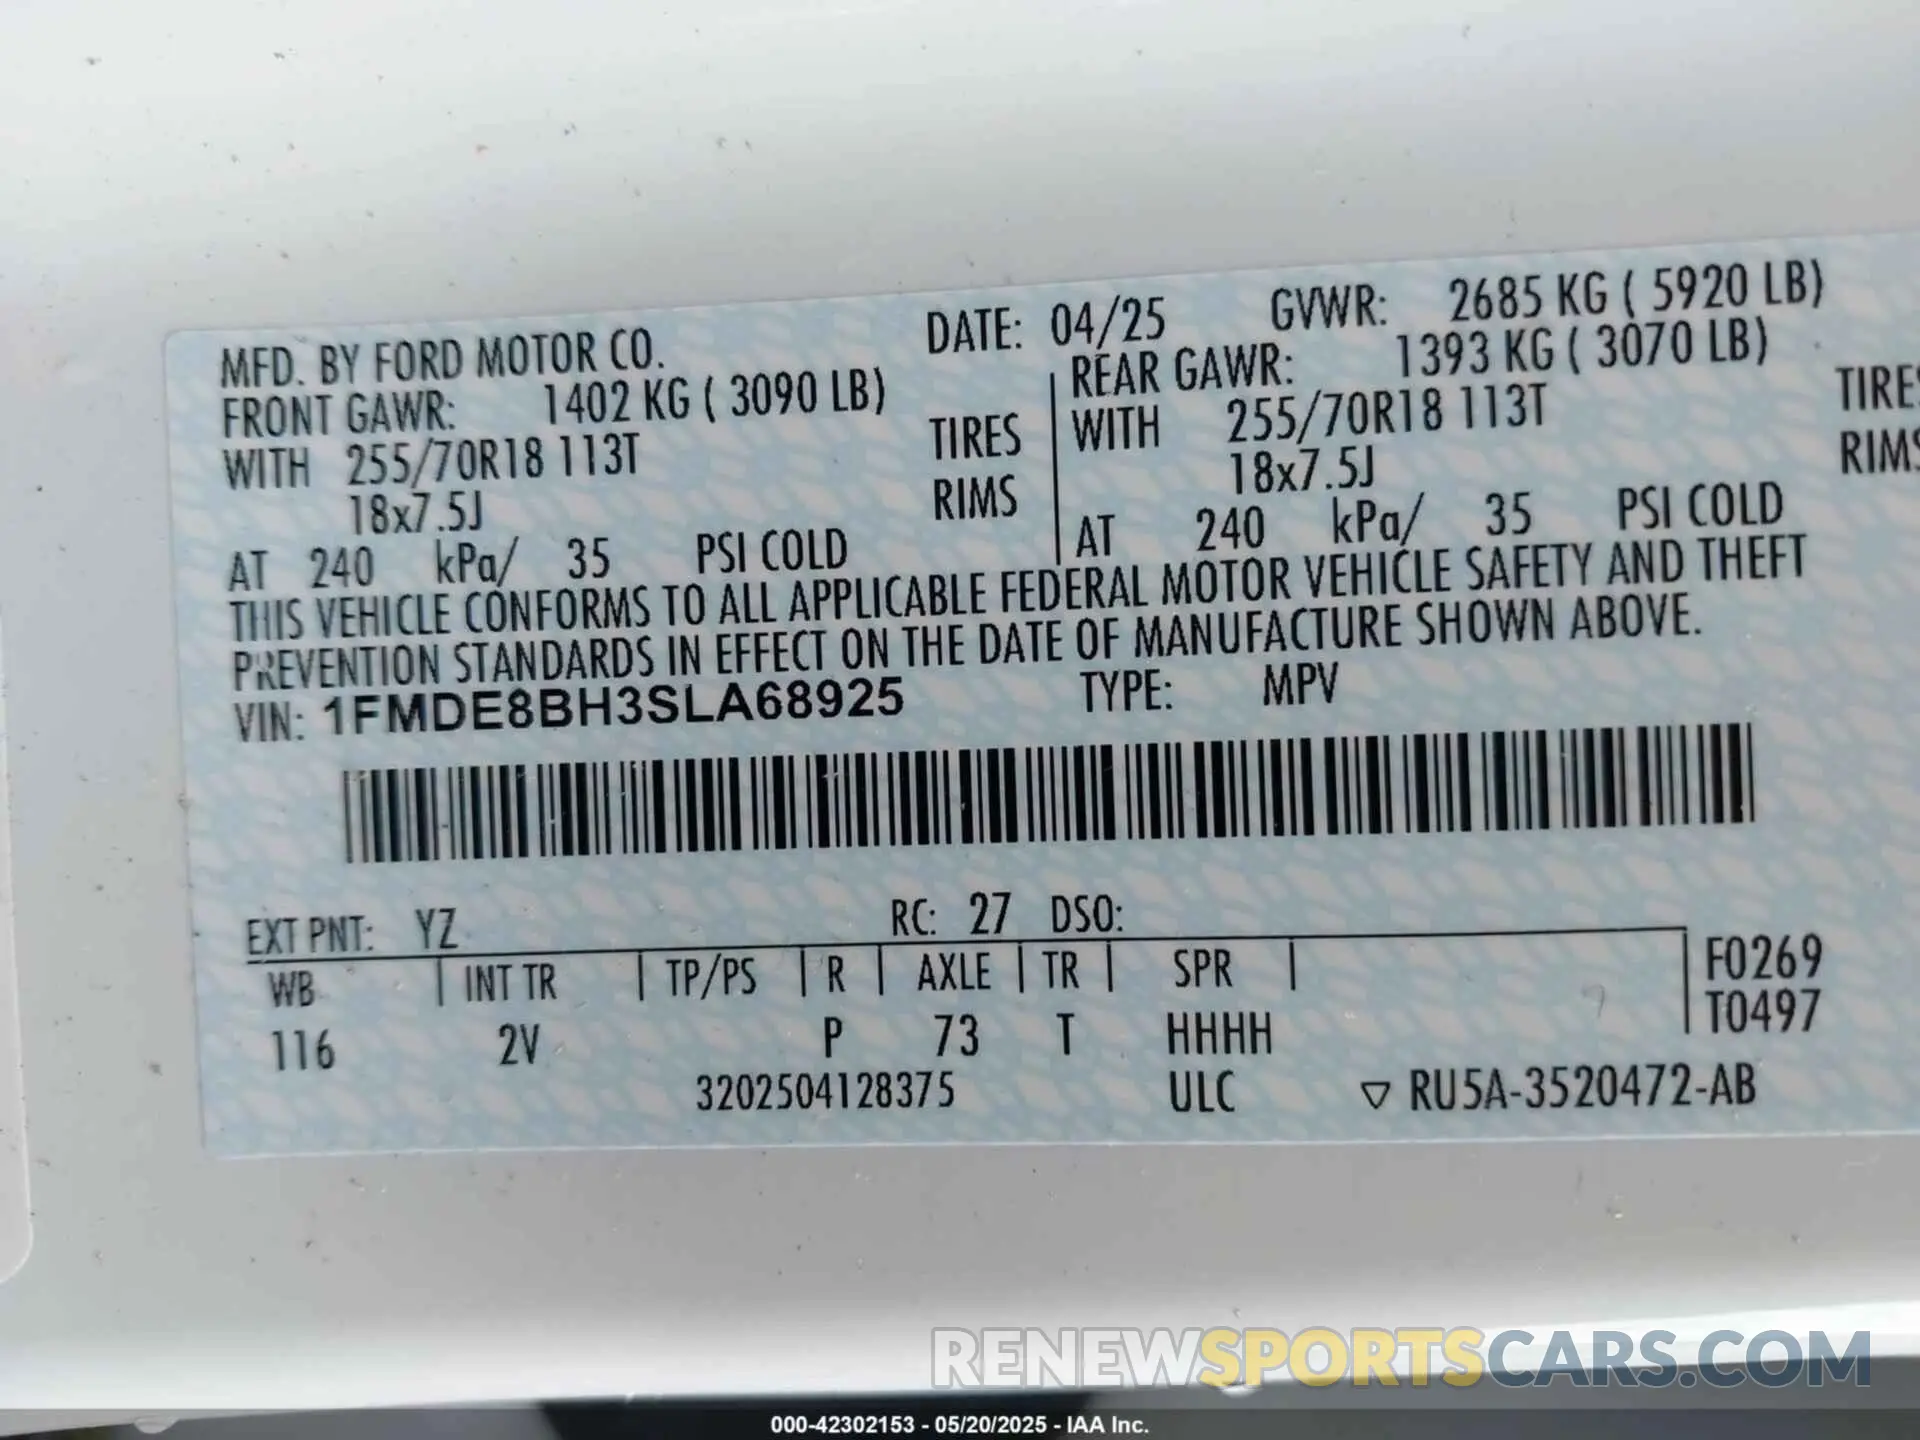 MFD. BY FORD MOTOR CO. DATE: 04/25 GVWR: 2685 KG ( 5920 LB)
FRONT GAWR: 1402 KG ( 3090 LB) REAR GAWR: 1393 KG ( 3070 LB)
WITH 255/70R18 113T TIRES WITH 255/70R18 113T TIRES
18x7.5J RIMS 18x7.5J RIMS
AT 240 kPa/ 35 PSI COLD AT 240 kPa/ 35 PSI COLD
THIS VEHICLE CONFORMS TO ALL APPLICABLE FEDERAL MOTOR VEHICLE SAFETY AND THEFT
PREVENTION STANDARDS IN EFFECT ON THE DATE OF MANUFACTURE SHOWN ABOVE.
VIN: 1FMDE8BH3SLA68925 TYPE: MPV
EXT PNT: YZ RC: 27 DSO:
WB INT TR TP/PS R AXLE TR SPR F0269
T0497
116 2V P 73 T HHHH
3202504128375 ULC ▽ RU5A-3520472-AB
RENEWSPORTSCARS.COM
000-42302153 - 05/20/2025 - IAA Inc.